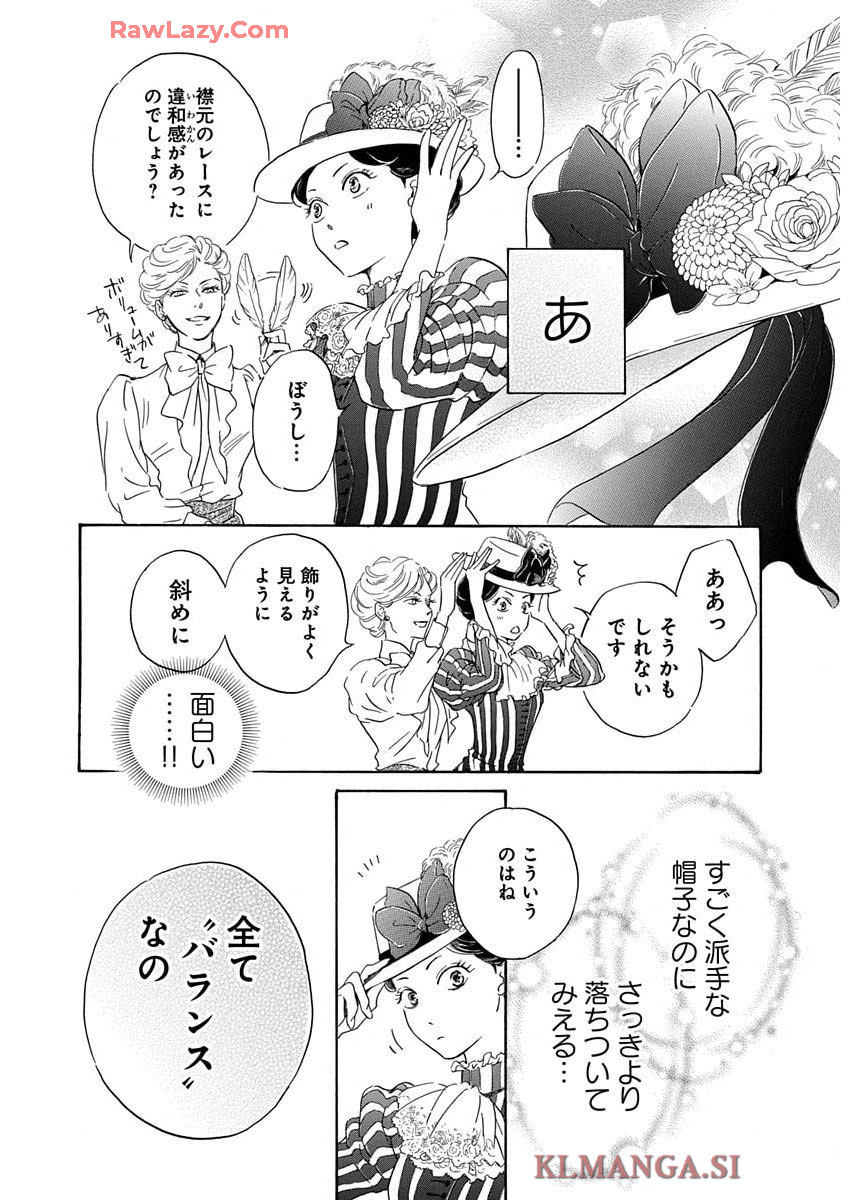 RawLazy.Com
――…
あ
ぼうし…
襟元のレースに
違和感があった
のでしょう?
いわかん
ボリュームが
ありすぎて
ああっ
そうかも
しれない
です
飾りがよく
見える
ように
斜めに
面白い
……!!
すごく派手な
帽子なのに
さっきより
落ちついて
みえる…
こういう
のはね
全て
〝バランス〟
なの
KLMANGA.SI